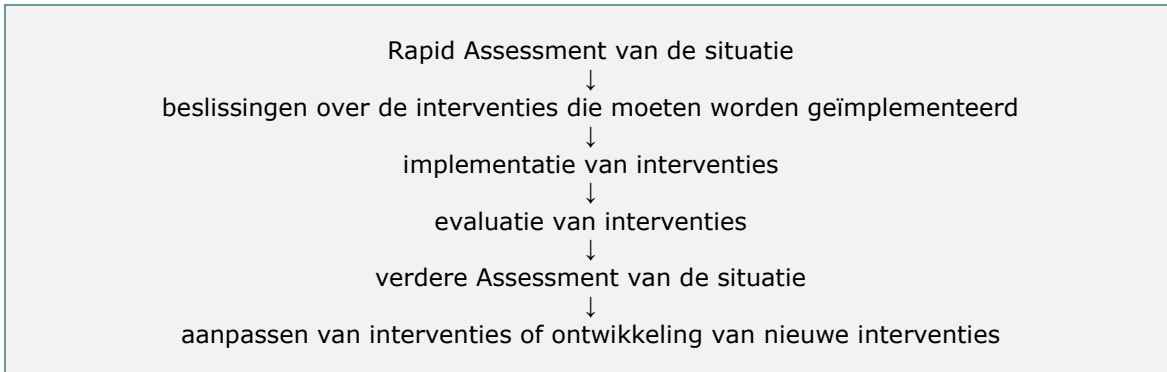 Rapid Assessment van de situatie
↓
beslissingen over de interventies die moeten worden geïmplementeerd
↓
implementatie van interventies
↓
evaluatie van interventies
↓
verdere Assessment van de situatie
↓
aanpassen van interventies of ontwikkeling van nieuwe interventies